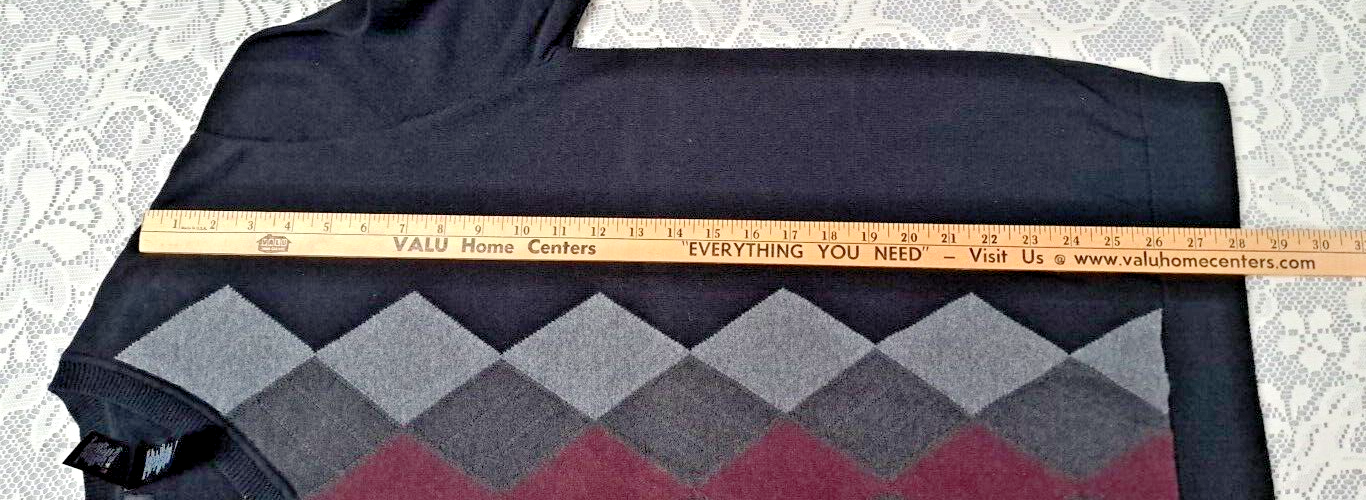 1 2 3 4 5 6 7 8 9 10 11 12 13 14 15 16 17 18 19 20 21 22 23 24 25 26 27 28 29 30
VALU VALU Home Centers "EVERYTHING YOU NEED" – Visit Us @ www.valuhomecenters.com